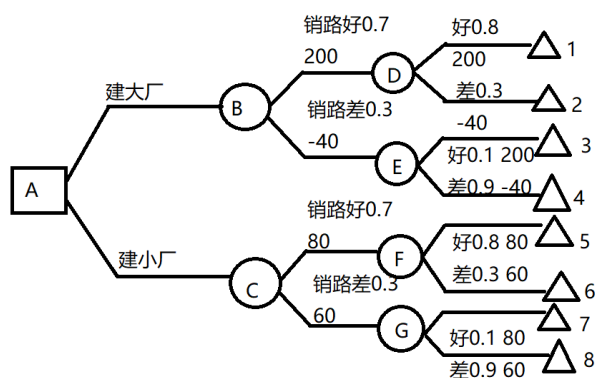 销路好0.7
好0.8
200
200
D
1
建大厂
B
差0.3
2
销路差0.3
-40
-40
3
E
好0.1 200
差0.9 -40
4
A
销路好0.7
80
好0.8 80
5
F
建小厂
差0.3 60
6
C
销路差0.3
60
7
G
好0.1 80
差0.9 60
8